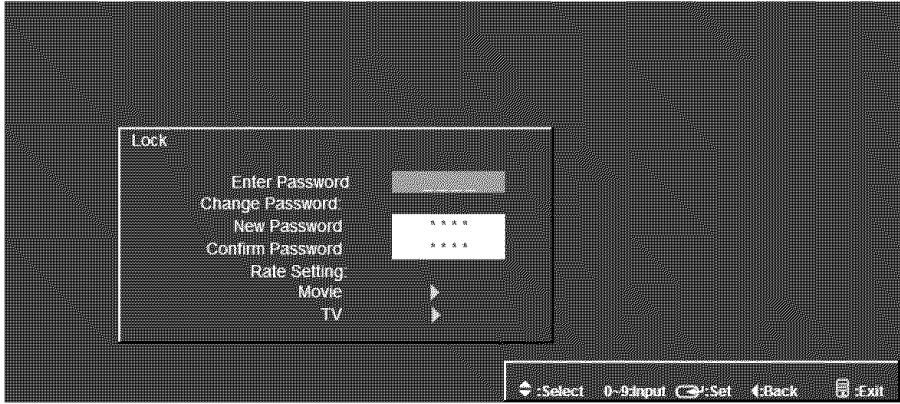 Lock
Enter Password _ _ _ _
Change Password:
New Password * * * *
Confirm Password * * * *
Rate Setting:
Movie
TV
:Select 0~9:Input :Set :Back :Exit